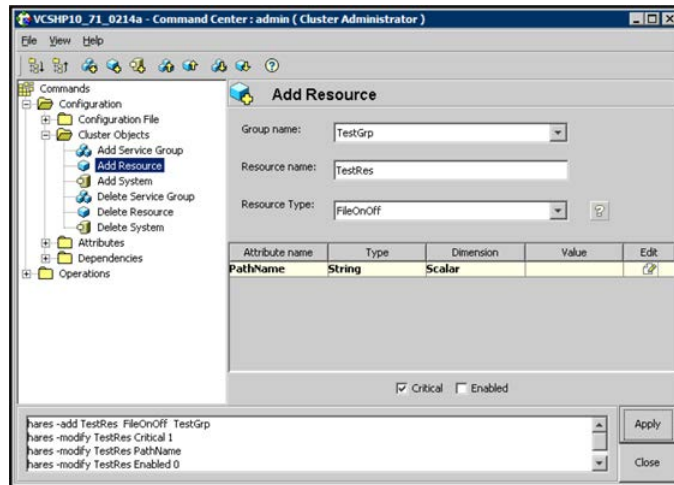 VCSHP10_71_0214a - Command Center : admin ( Cluster Administrator )
File View Help
Commands
Configuration
Configuration File
Cluster Objects
Add Service Group
Add Resource
Add System
Delete Service Group
Delete Resource
Delete System
Attributes
Dependencies
Operations
Add Resource
Group name: TestGrp
Resource name: TestRes
Resource Type: FileOnOff
Attribute name Type Dimension Value Edit
PathName String Scalar
Critical Enabled
hares -add TestRes FileOnOff TestGrp
hares -modify TestRes Critical 1
hares -modify TestRes PathName
hares -modify TestRes Enabled 0
Apply
Close